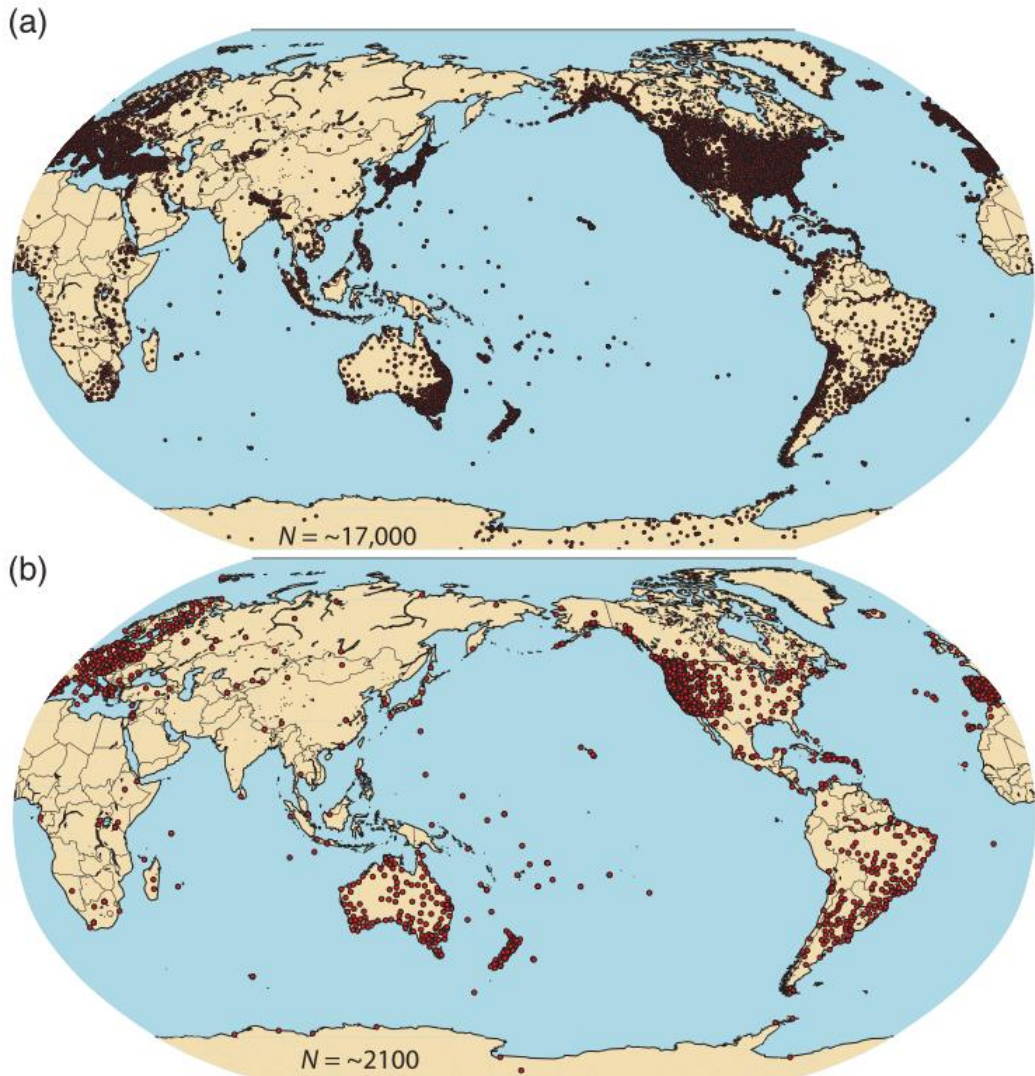 (a)
N = ~17,000
(b)
N = ~2100